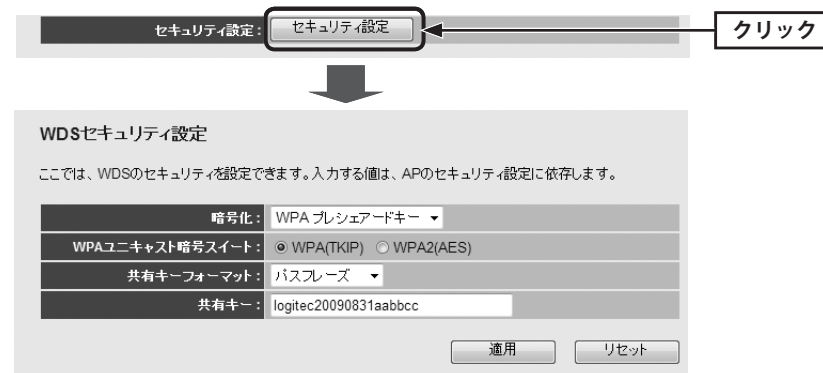 セキュリティ設定： セキュリティ設定 クリック
WDSセキュリティ設定
ここでは、WDSのセキュリティを設定できます。入力する値は、APのセキュリティ設定に依存します。
暗号化： WPA プレシェアードキー
WPAユニキャスト暗号スイート： WPA(TKIP) WPA2(AES)
共有キーフォーマット： パスフレーズ
共有キー： logitec20090831aabbcc
適用 リセット